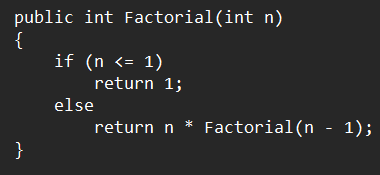 public int Factorial(int n)
{
    if (n <= 1)
        return 1;
    else
        return n * Factorial(n - 1);
}